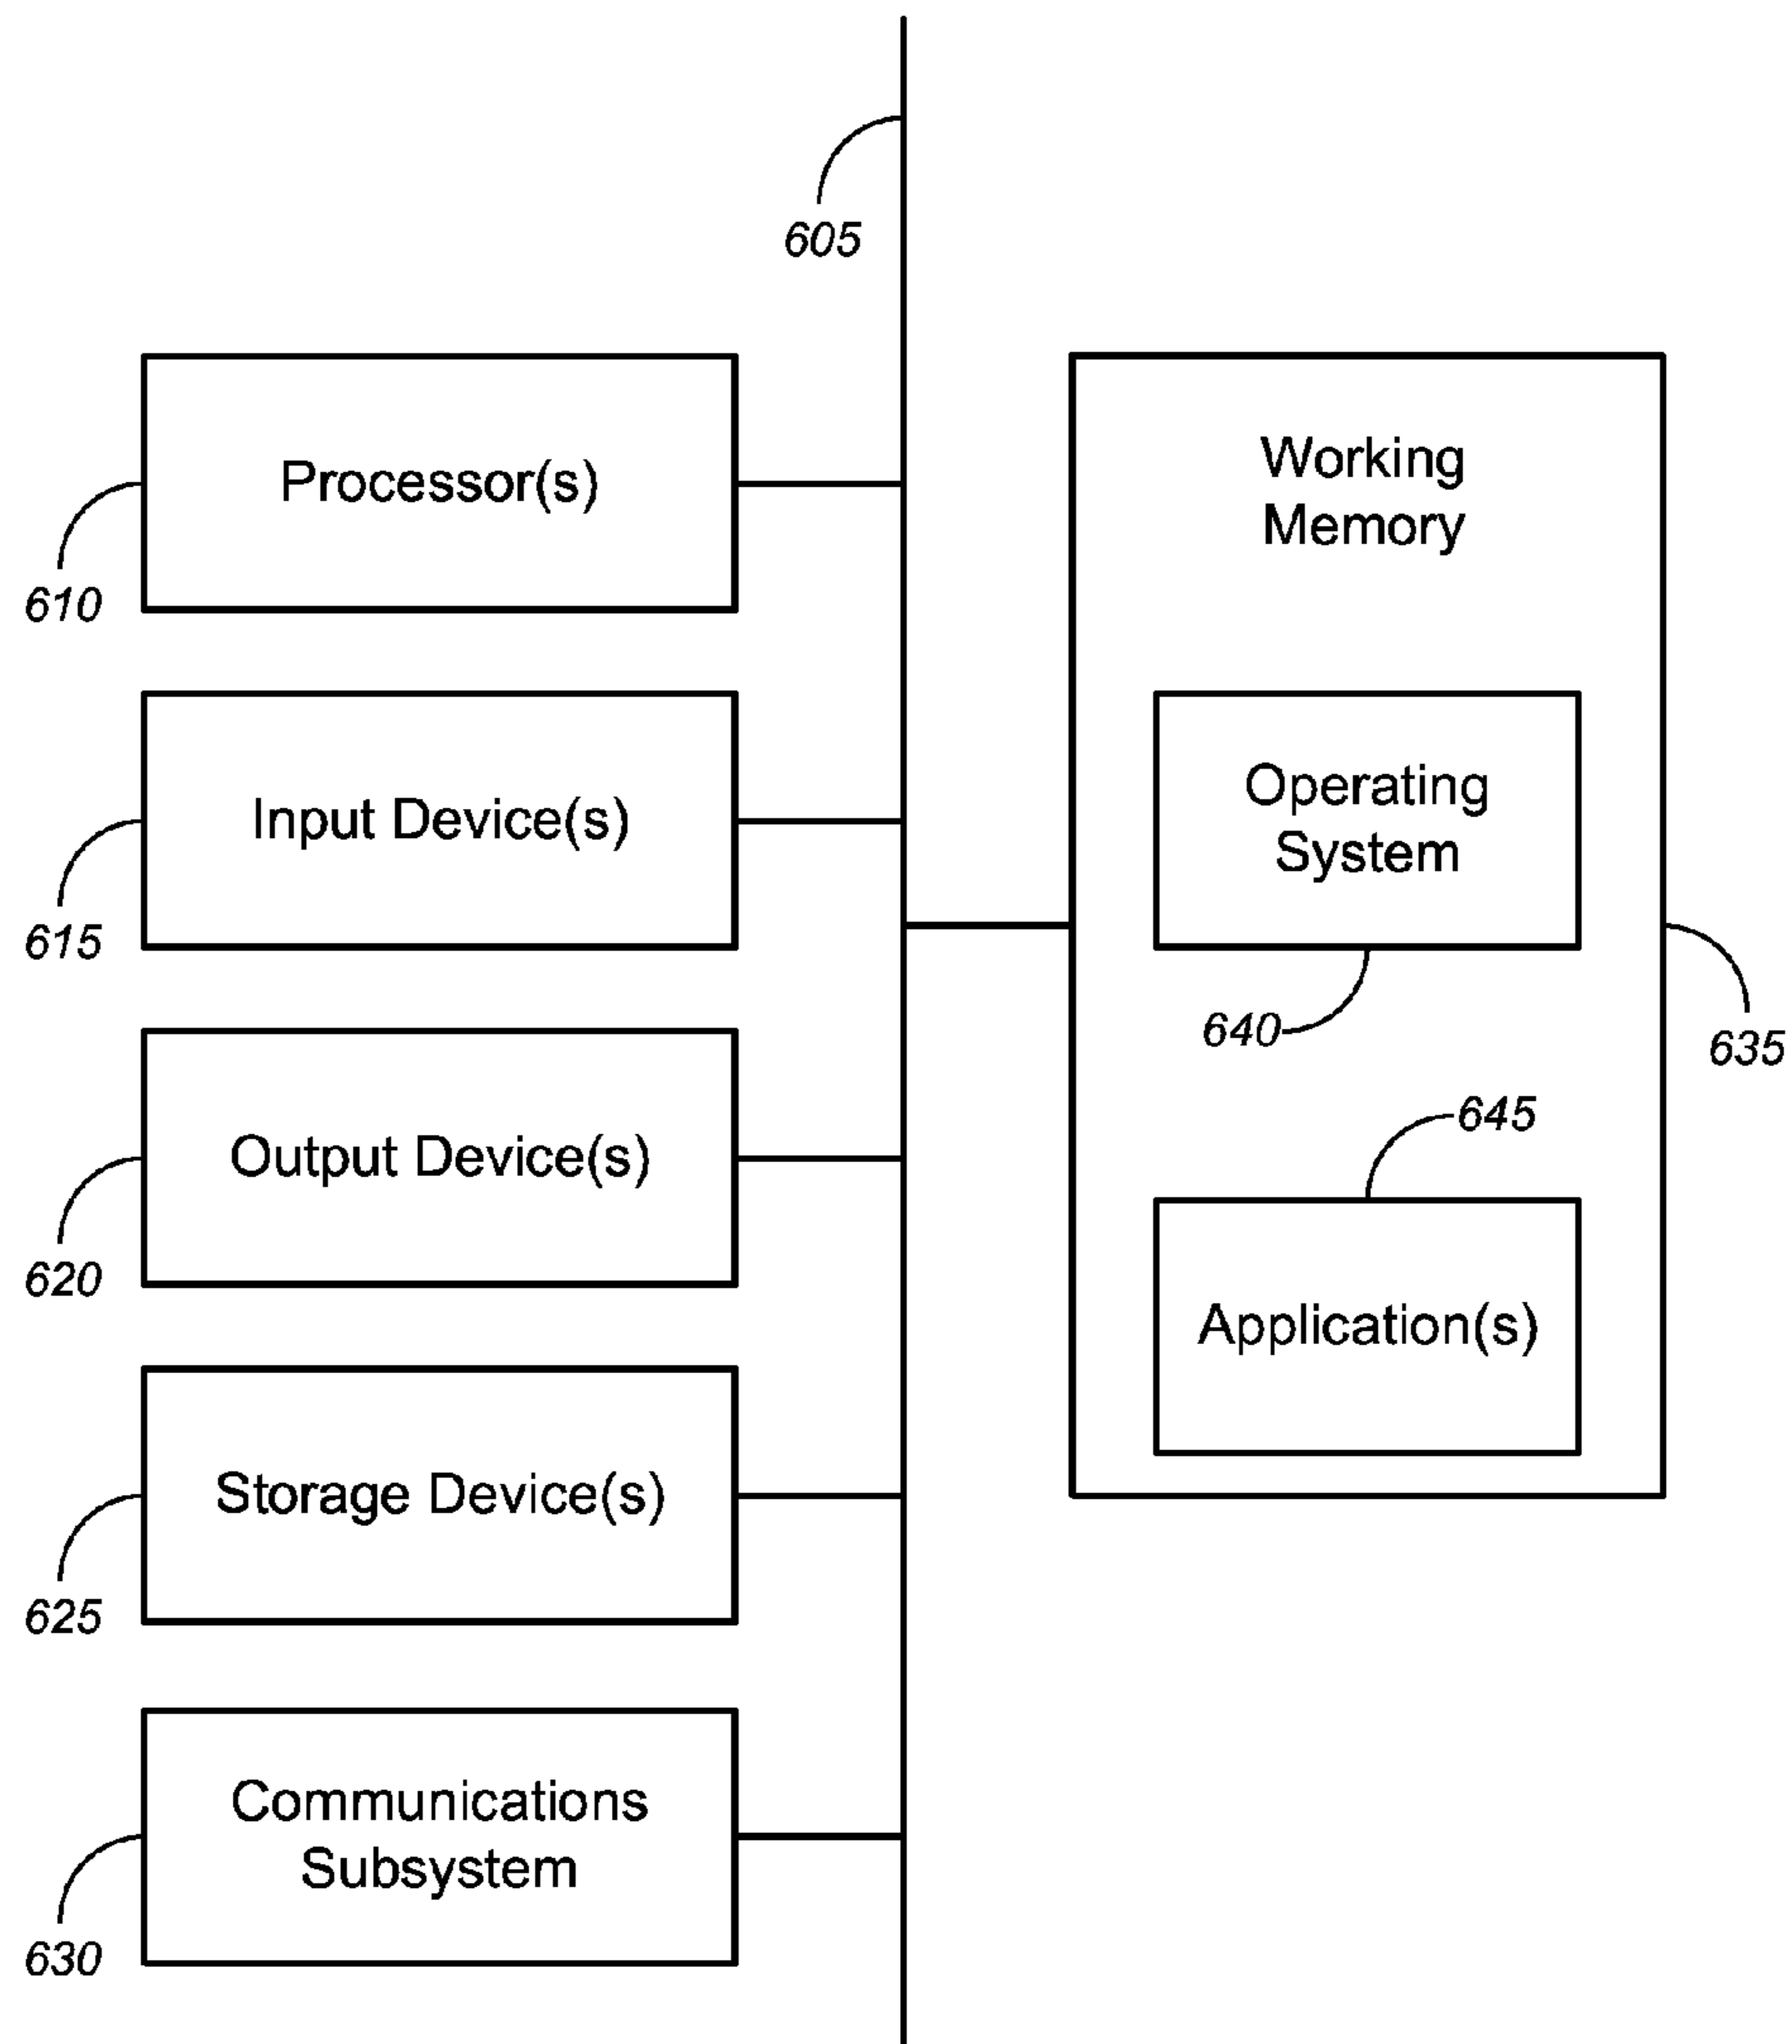 605
Processor(s)
610
Input Device(s)
615
Output Device(s)
620
Storage Device(s)
625
Communications
Subsystem
630
Working
Memory
Operating
System
640
635
645
Application(s)